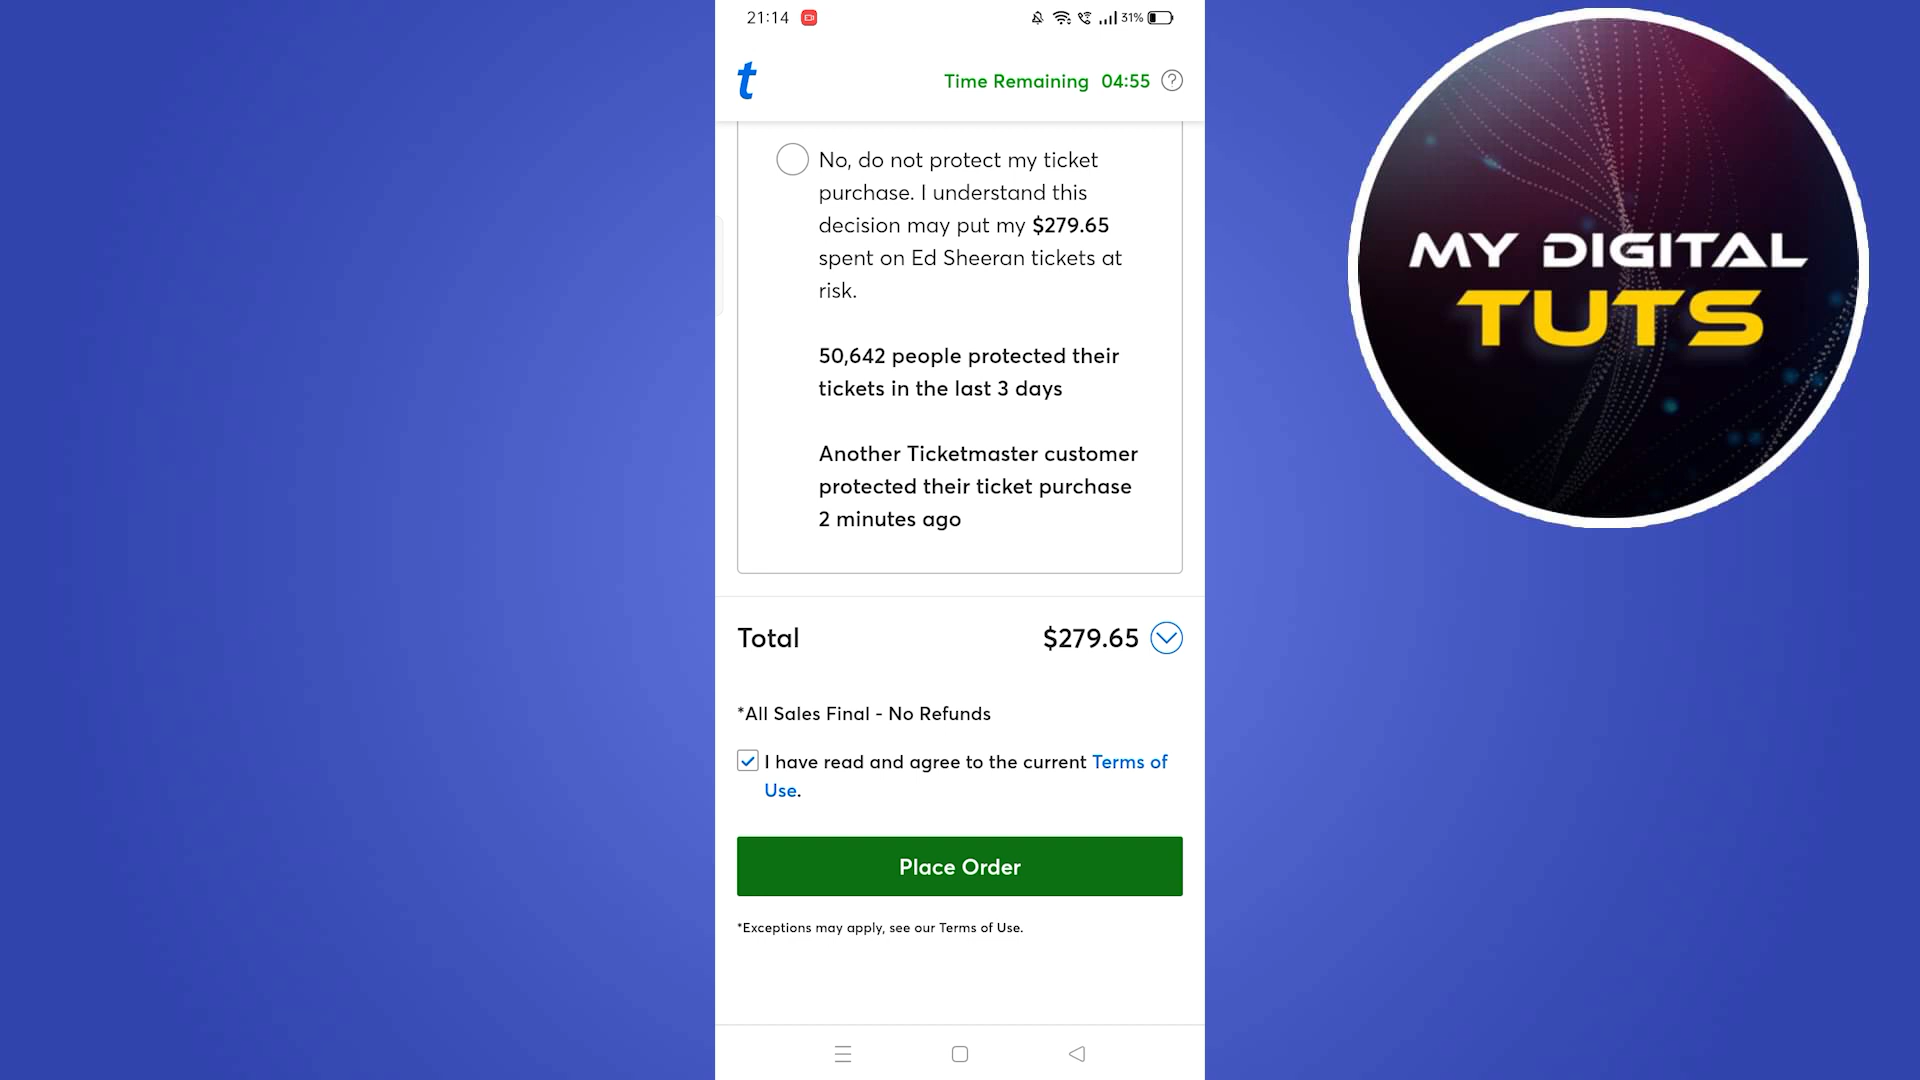 21:14
31%
t
Time Remaining 04:55 ?
No, do not protect my ticket
purchase. I understand this
decision may put my $279.65
spent on Ed Sheeran tickets at
risk.
50,642 people protected their
tickets in the last 3 days
Another Ticketmaster customer
protected their ticket purchase
2 minutes ago
Total $279.65
*All Sales Final - No Refunds
I have read and agree to the current Terms of
Use.
Place Order
*Exceptions may apply, see our Terms of Use.
MY DIGITAL
TUTS